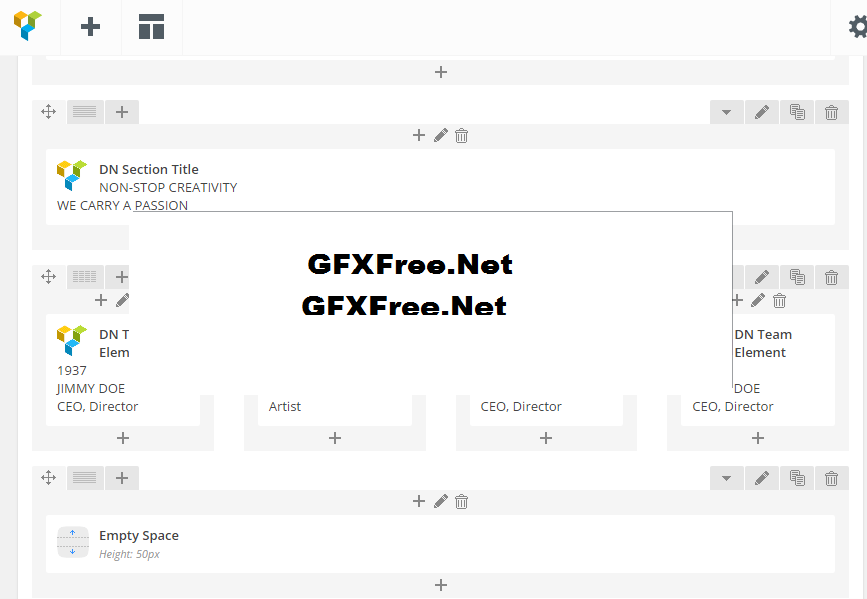 DN Section Title
NON-STOP CREATIVITY
WE CARRY A PASSION
GFXFree.Net
GFXFree.Net
DN T
Elem
1937
JIMMY DOE
CEO, Director
Artist
CEO, Director
DN Team
Element
DOE
CEO, Director
Empty Space
Height: 50px